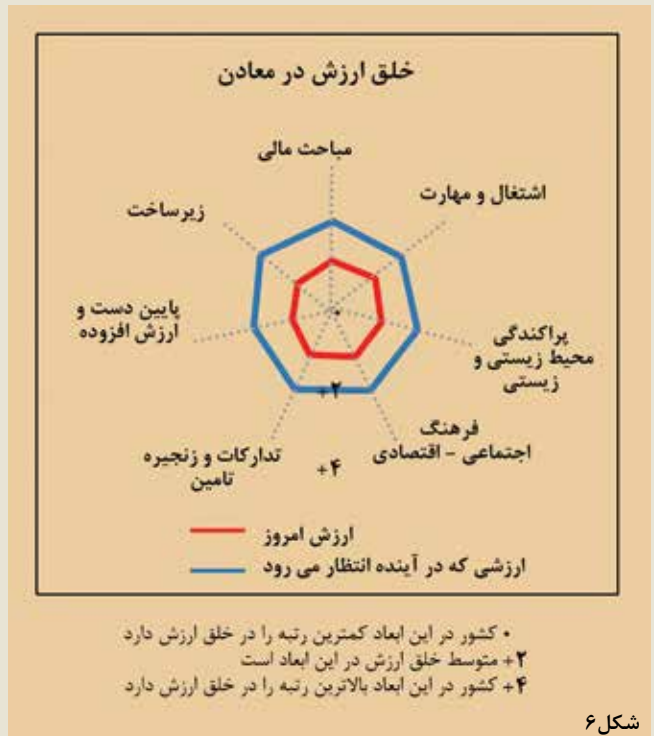 خلق ارزش در معادن
مباحث مالی
اشتغال و مهارت
زیرساخت
پایین دست و
ارزش افزوده
پراکندگی
محیط زیستی و
زیستی
۰
+۲
فرهنگ
اجتماعی - اقتصادی
تدارکات و زنجیره
تامین
+۴
ارزش امروز
ارزشی که در آینده انتظار می رود
۰ کشور در این ابعاد کمترین رتبه را در خلق ارزش دارد
+۲ متوسط خلق ارزش در این ابعاد است
+۴ کشور در این ابعاد بالاترین رتبه را در خلق ارزش دارد
شکل۶